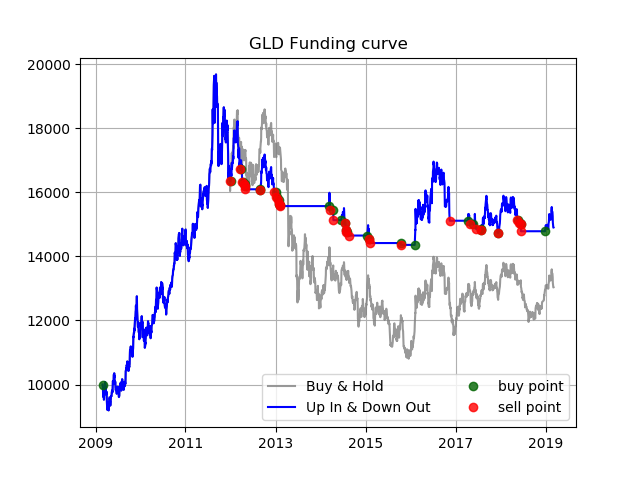 GLD Funding curve
20000
18000
16000
14000
12000
10000
2009 2011 2013 2015 2017 2019
Buy & Hold
Up In & Down Out
buy point
sell point